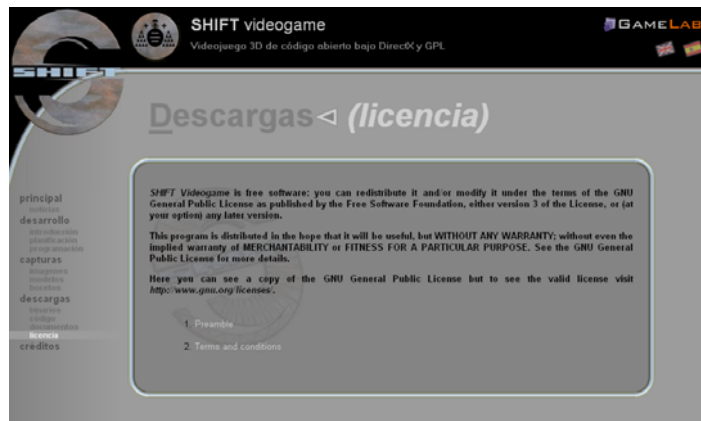 SHIFT videogame
Videojuego 3D de código abierto bajo DirectX y GPL
GAMELAB
SHIFT
Descargas (licencia)
principal
noticias
desarrollo
introducción
planificación
programación
capturas
imagenes
modelos
bocetos
descargas
binarios
código
documentos
licencia
créditos
SHIFT Videogame is free software: you can redistribute it and/or modify it under the terms of the GNU
General Public License as published by the Free Software Foundation, either version 3 of the License, or (at
your option) any later version.
This program is distributed in the hope that it will be useful, but WITHOUT ANY WARRANTY; without even the
implied warranty of MERCHANTABILITY or FITNESS FOR A PARTICULAR PURPOSE. See the GNU General
Public License for more details.
Here you can see a copy of the GNU General Public License but to see the valid license visit
http://www.gnu.org/licenses/.
1. Preamble
2. Terms and conditions